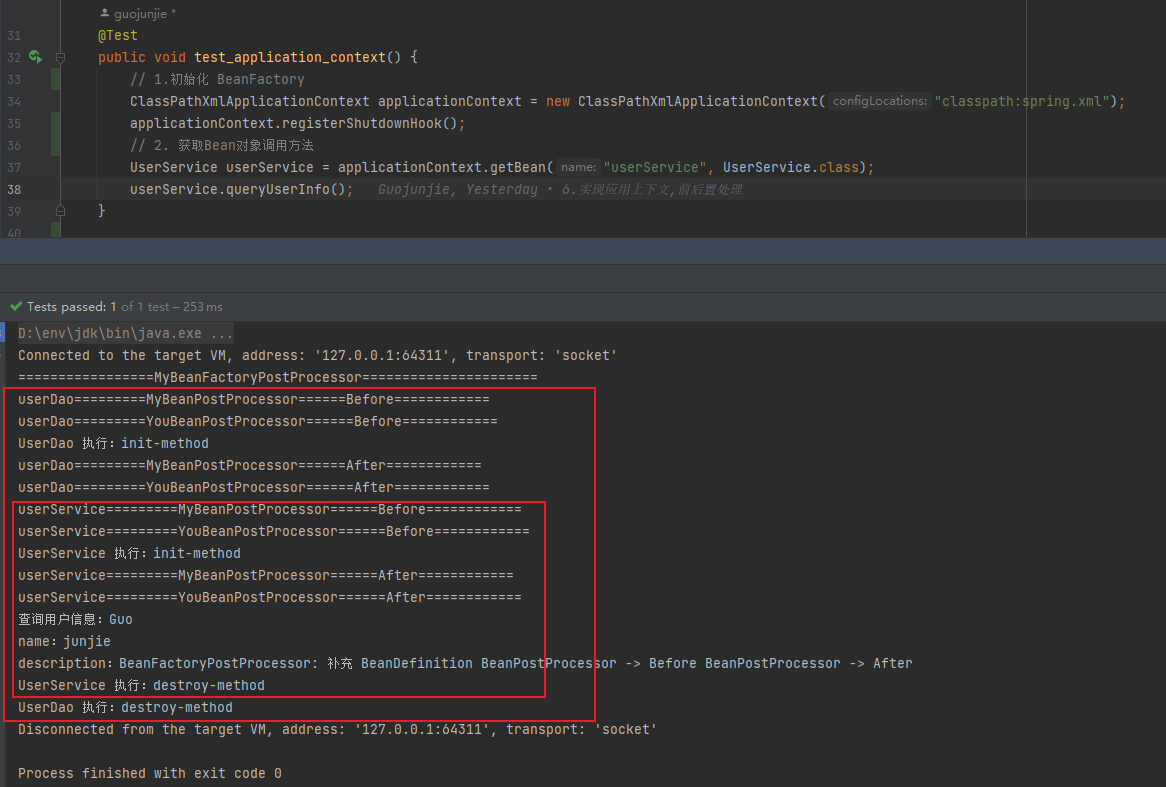 guojunjie *
31 @Test
32 public void test_application_context() {
33 // 1.初始化 BeanFactory
34 ClassPathXmlApplicationContext applicationContext = new ClassPathXmlApplicationContext( configLocations: "classpath:spring.xml");
35 applicationContext.registerShutdownHook();
36 // 2. 获取Bean对象调用方法
37 UserService userService = applicationContext.getBean( name: "userService", UserService.class);
38 userService.queryUserInfo(); Guojunjie, Yesterday • 6.实现应用上下文,前后置处理
39 }
40
Tests passed: 1 of 1 test – 253 ms
D:\env\jdk\bin\java.exe ...
Connected to the target VM, address: '127.0.0.1:64311', transport: 'socket'
=================MyBeanFactoryPostProcessor======================
userDao=========MyBeanPostProcessor======Before============
userDao=========YouBeanPostProcessor======Before============
UserDao 执行：init-method
userDao=========MyBeanPostProcessor======After============
userDao=========YouBeanPostProcessor======After============
userService=========MyBeanPostProcessor======Before============
userService=========YouBeanPostProcessor======Before============
UserService 执行：init-method
userService=========MyBeanPostProcessor======After============
userService=========YouBeanPostProcessor======After============
查询用户信息：Guo
name：junjie
description：BeanFactoryPostProcessor: 补充 BeanDefinition BeanPostProcessor -> Before BeanPostProcessor -> After
UserService 执行：destroy-method
UserDao 执行：destroy-method
Disconnected from the target VM, address: '127.0.0.1:64311', transport: 'socket'
Process finished with exit code 0